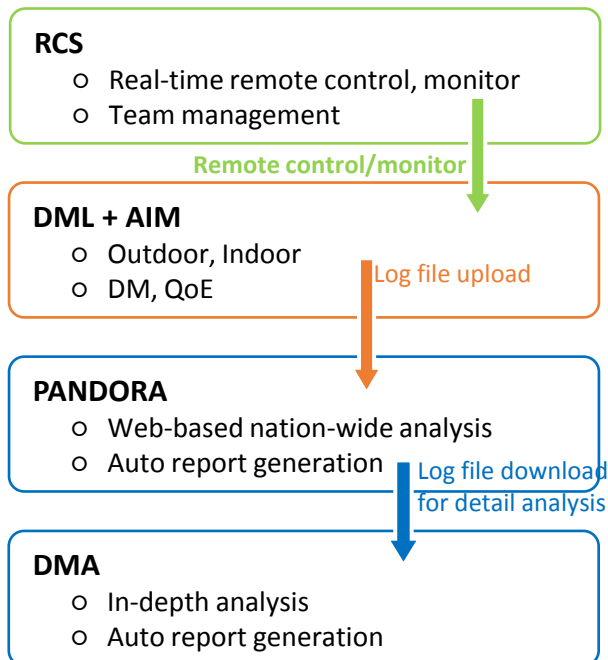 RCS
○ Real-time remote control, monitor
○ Team management
Remote control/monitor
DML + AIM
○ Outdoor, Indoor
○ DM, QoE
Log file upload
PANDORA
○ Web-based nation-wide analysis
○ Auto report generation
Log file download
for detail analysis
DMA
○ In-depth analysis
○ Auto report generation